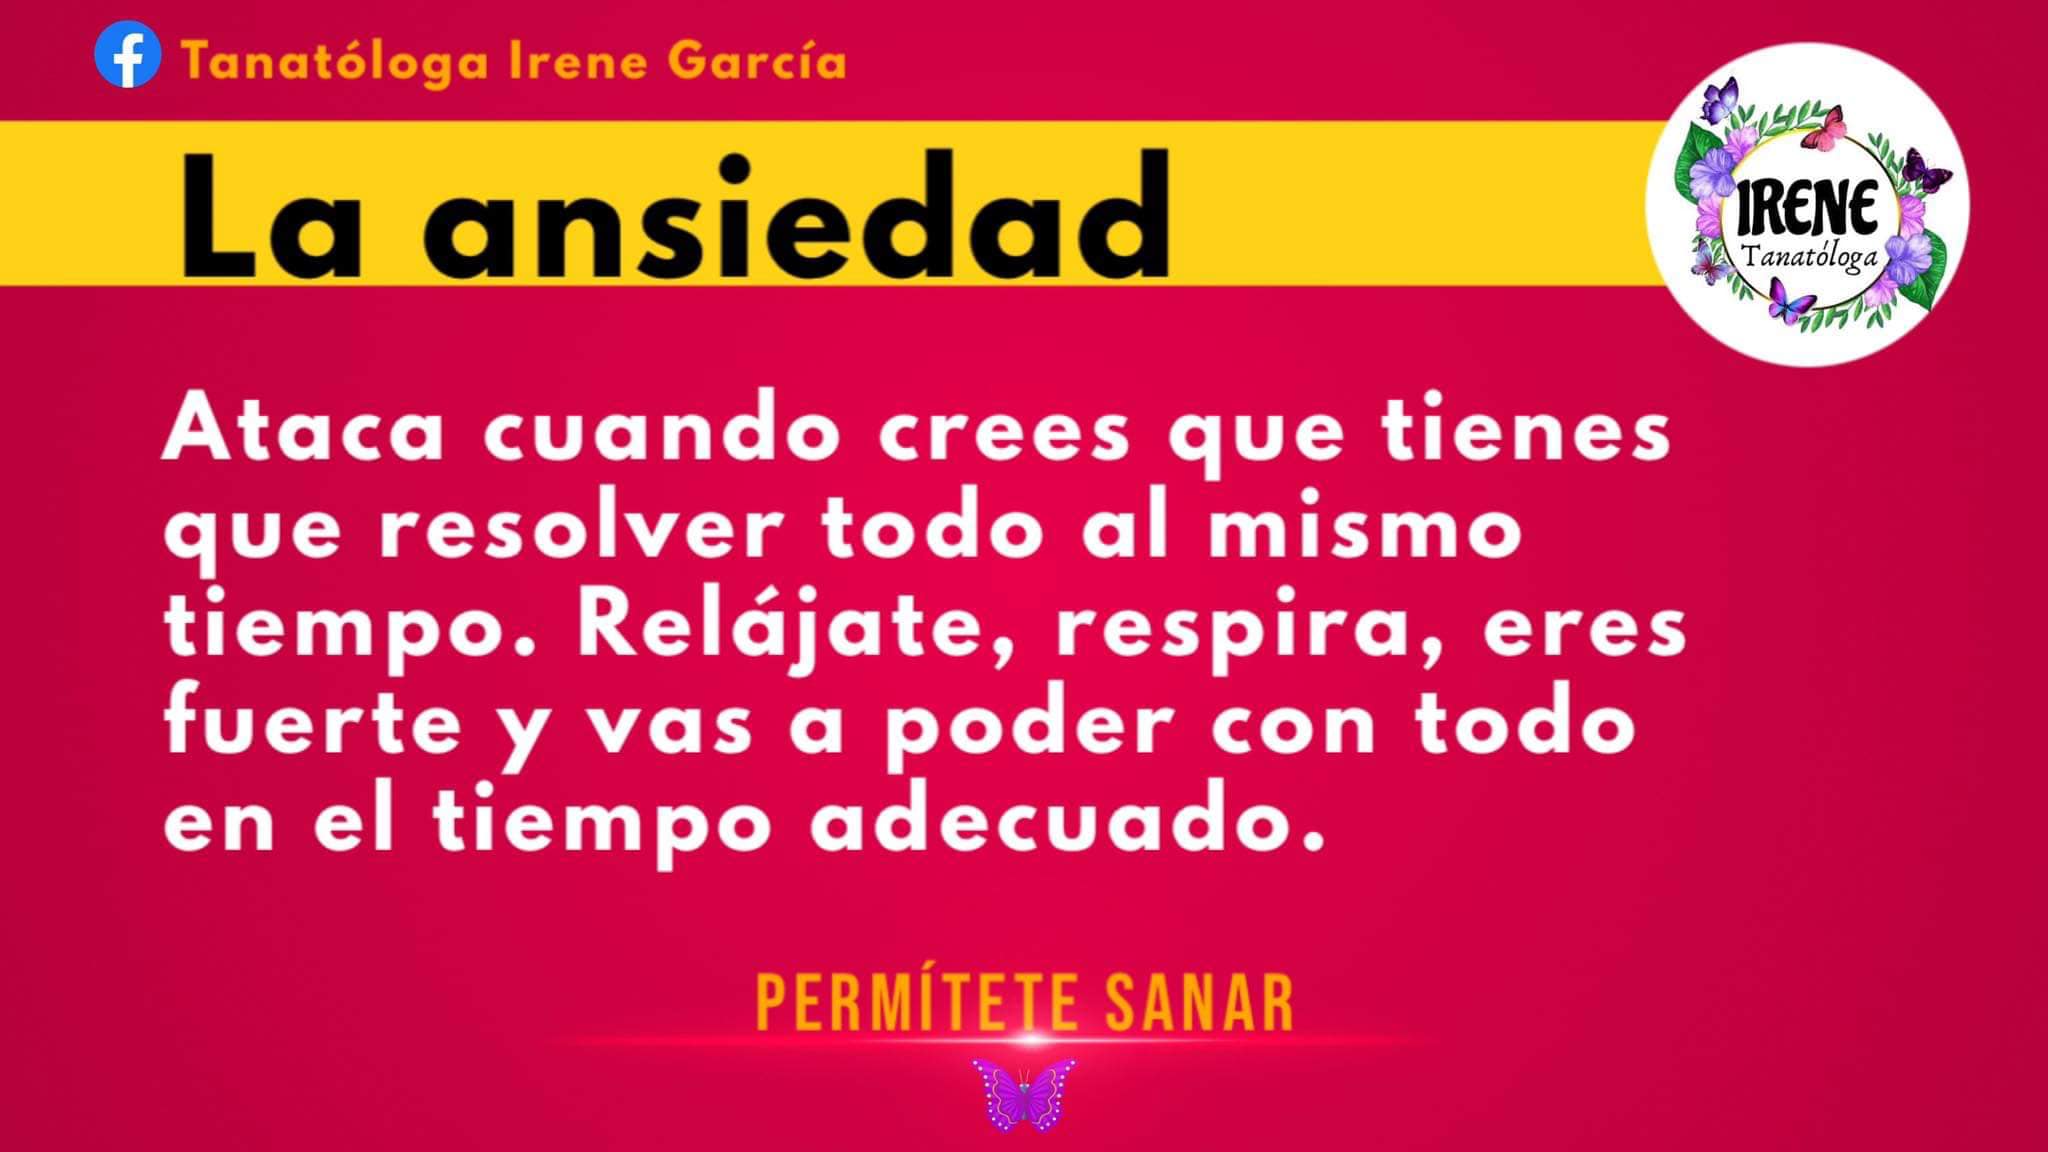 Tanatóloga Irene García
La ansiedad
IRENE
Tanatóloga
Ataca cuando crees que tienes
que resolver todo al mismo
tiempo. Relájate, respira, eres
fuerte y vas a poder con todo
en el tiempo adecuado.
PERMÍTETE SANAR